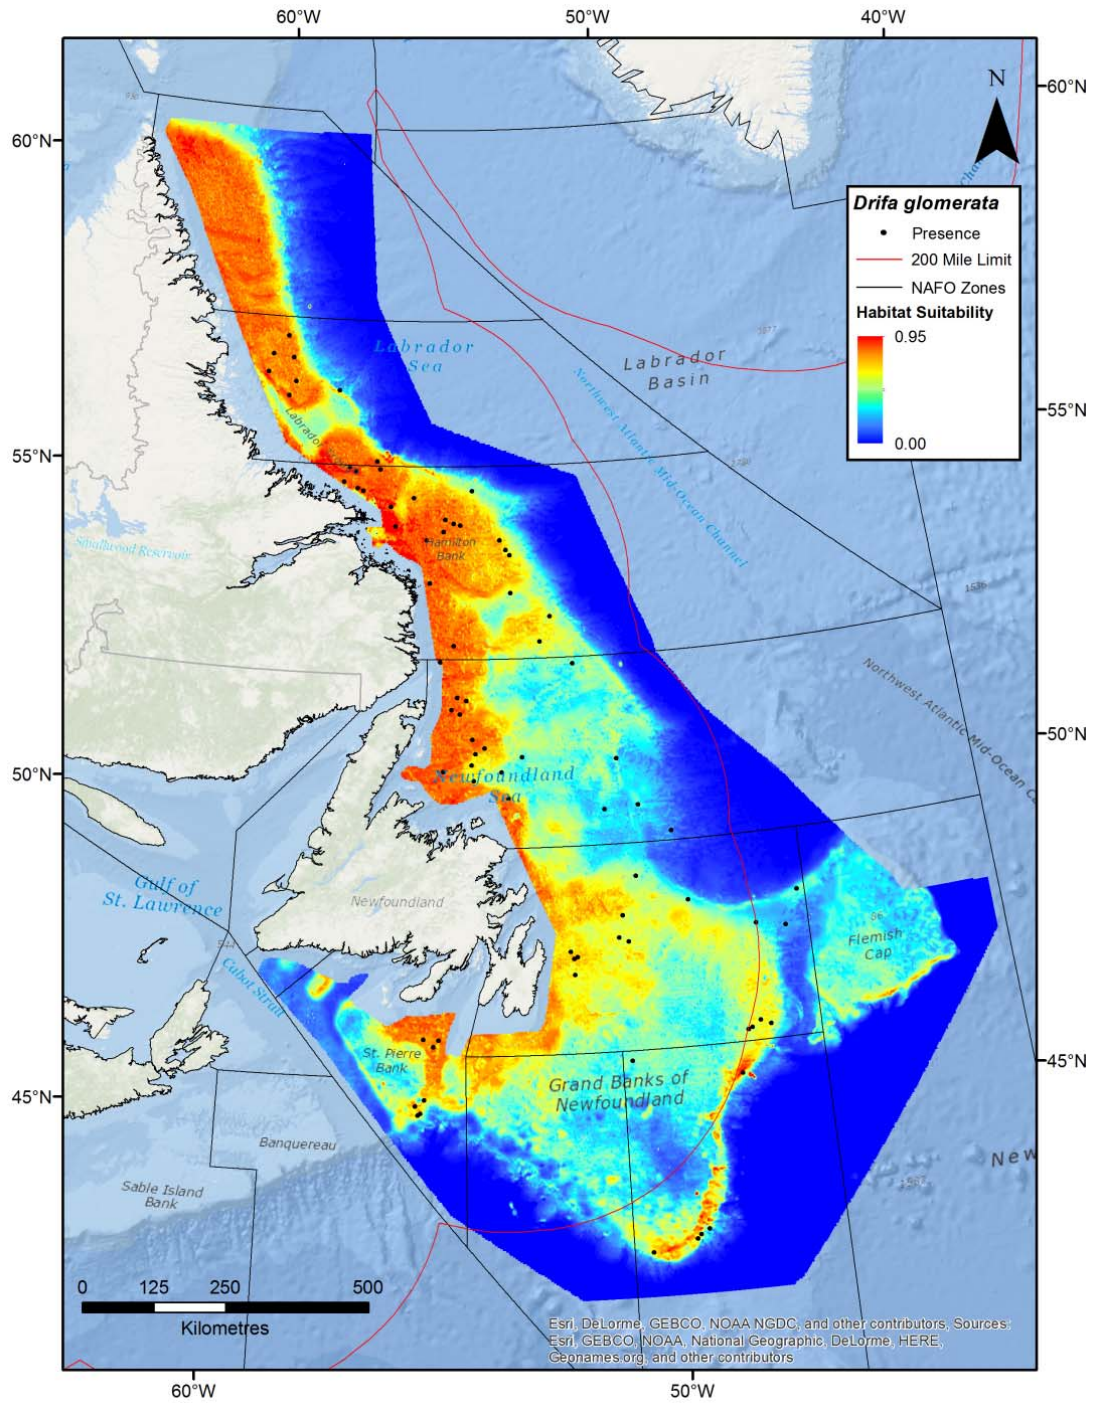 60°W
50°W
40°W
N
60°N
60°N
Drifa glomerata
Presence
200 Mile Limit
NAFO Zones
Habitat Suitability
0.95
0.00
Labrador
Sea
Labrador
Basin
Northwest Atlantic Mid-Ocean Channel
Labrador
55°N
55°N
Hamilton
Bank
Smallwood Reservoir
Northwest Atlantic Mid-Ocean
50°N
50°N
Newfoundland
Sea
Gulf of
St. Lawrence
Newfoundland
Flemish
Cap
Cabot Strait
St. Pierre
Bank
Grand Banks of
Newfoundland
45°N
45°N
Banquereau
Sable Island
Bank
New
0 125 250 500
Kilometres
Esri, DeLorme, GEBCO, NOAA NGDC, and other contributors, Sources:
Esri, GEBCO, NOAA, National Geographic, DeLorme, HERE,
Geonames.org, and other contributors
60°W
50°W